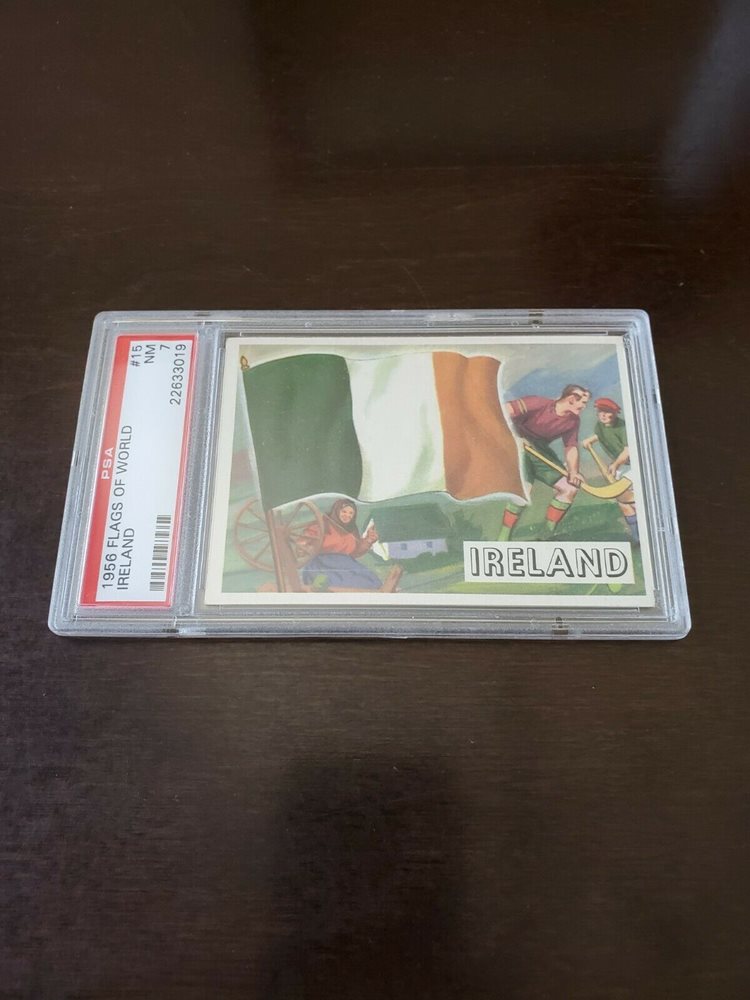 1956 FLAGS OF WORLD
#15
IRELAND
NM
7
PSA
22633019
IRELAND